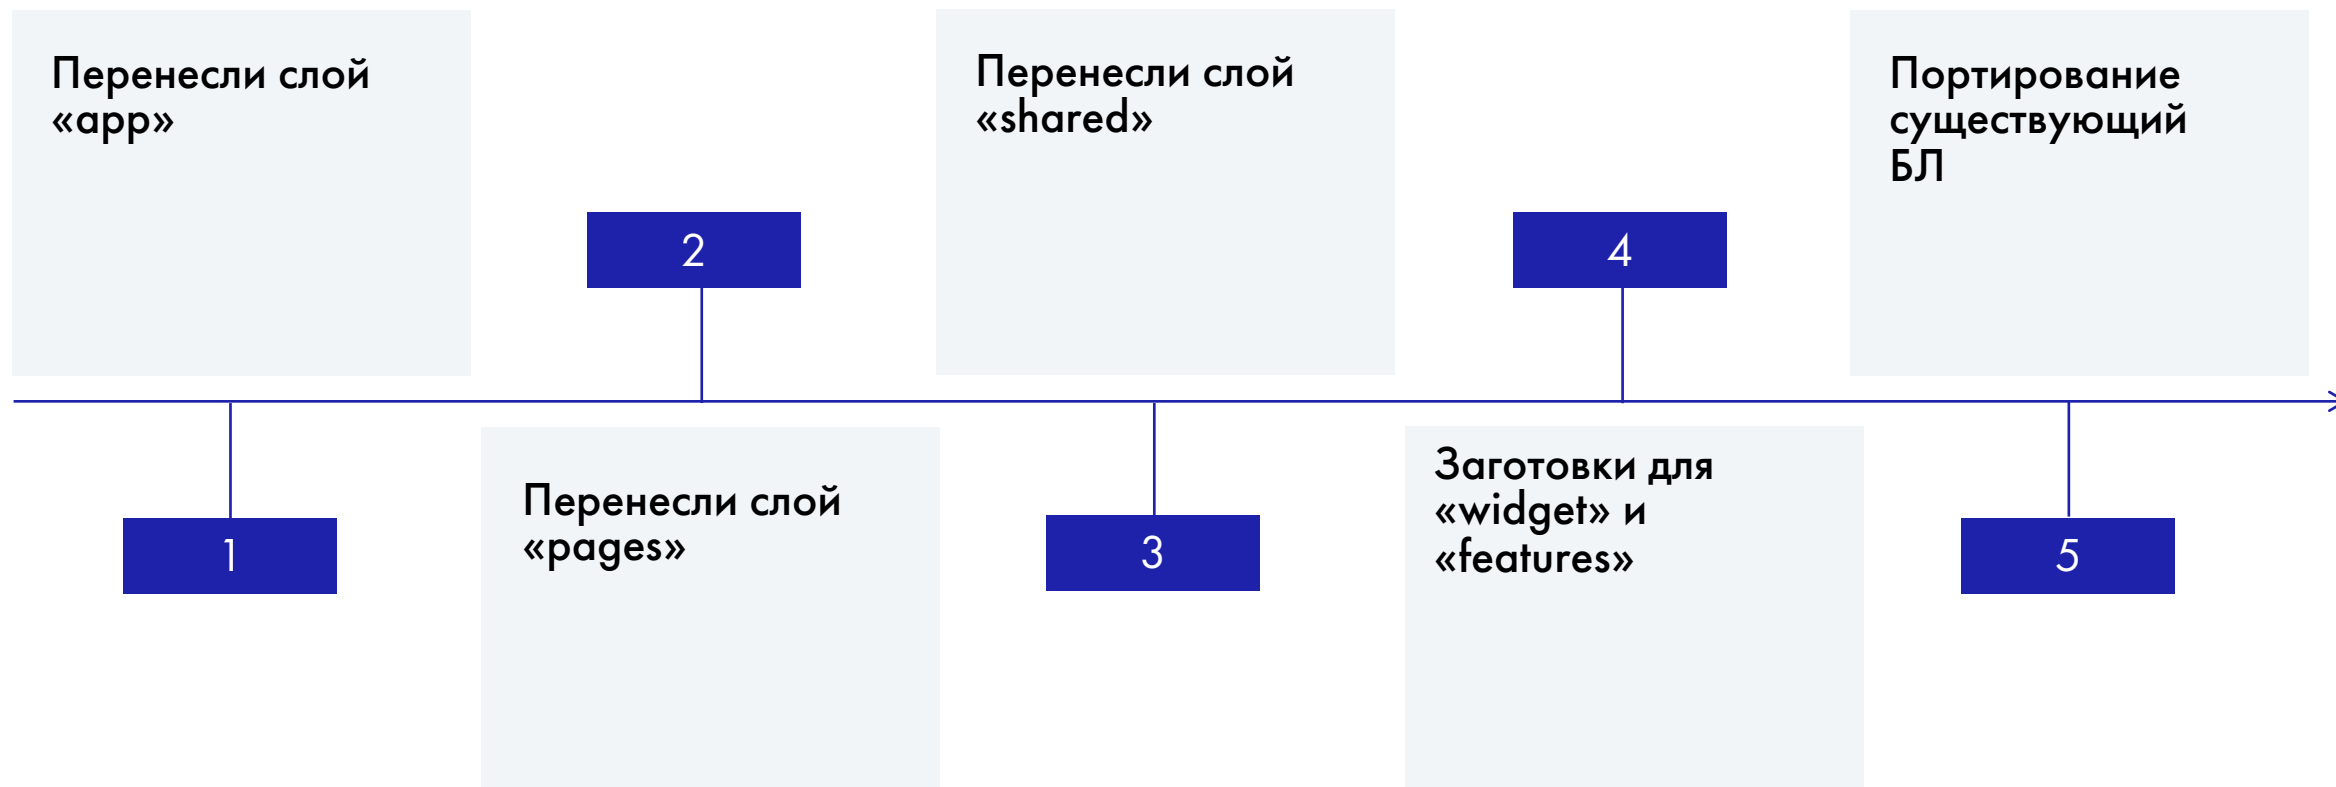 Перенесли слой
«app»
1
2
Перенесли слой
«pages»
Перенесли слой
«shared»
3
4
Заготовки для
«widget» и
«features»
Портирование
существующий
БЛ
5